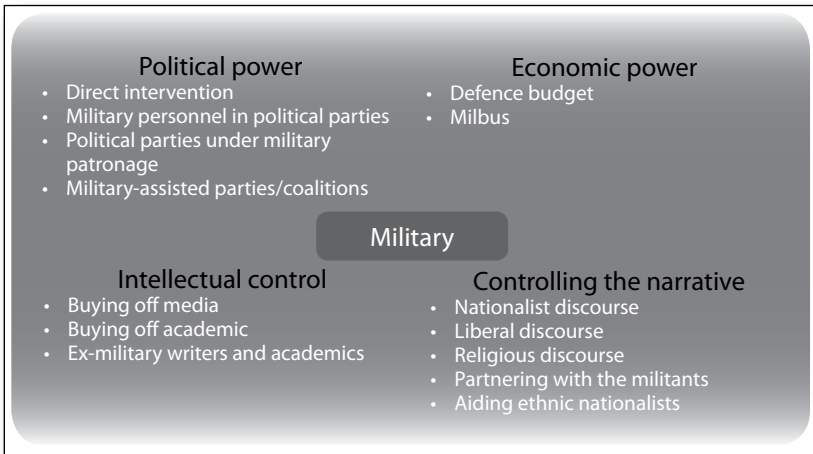 Political power
• Direct intervention
• Military personnel in political parties
• Political parties under military
patronage
• Military-assisted parties/coalitions
Economic power
• Defence budget
• Milbus
Military
Intellectual control
• Buying off media
• Buying off academic
• Ex-military writers and academics
Controlling the narrative
• Nationalist discourse
• Liberal discourse
• Religious discourse
• Partnering with the militants
• Aiding ethnic nationalists